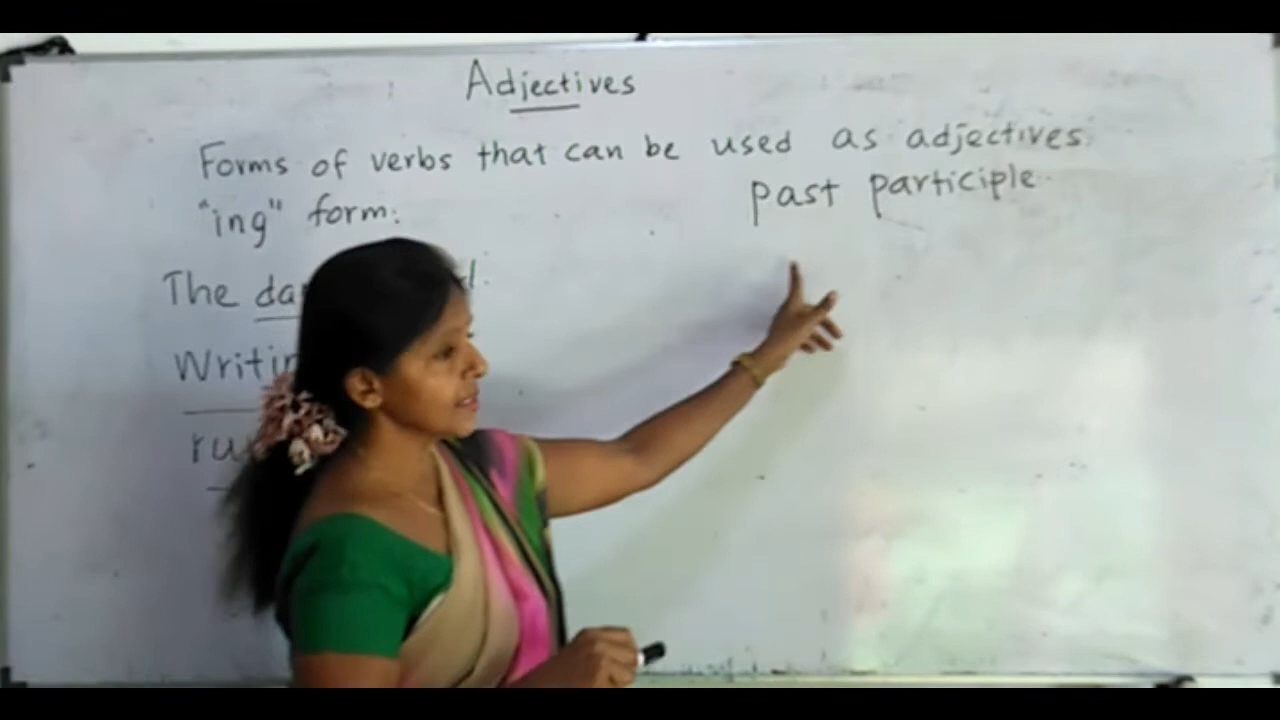 Adjectives
Forms of verbs that can be used as adjectives.
"ing" form:
past participle.
The